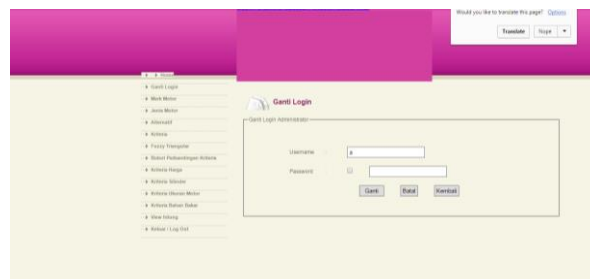 Would you like to translate this page? Options
Translate Nope
Home
Ganti Login
Merk Motor
Jenis Motor
Alternatif
Kriteria
Fuzzy Triangular
Bobot Perbandingan Kriteria
Kriteria Harga
Kriteria Silinder
Kriteria Ukuran Motor
Kriteria Bahan Bakar
View hitung
Keluar / Log Out
Ganti Login
Ganti Login Administrator
Username : a
Password :
Ganti Batal Kembali